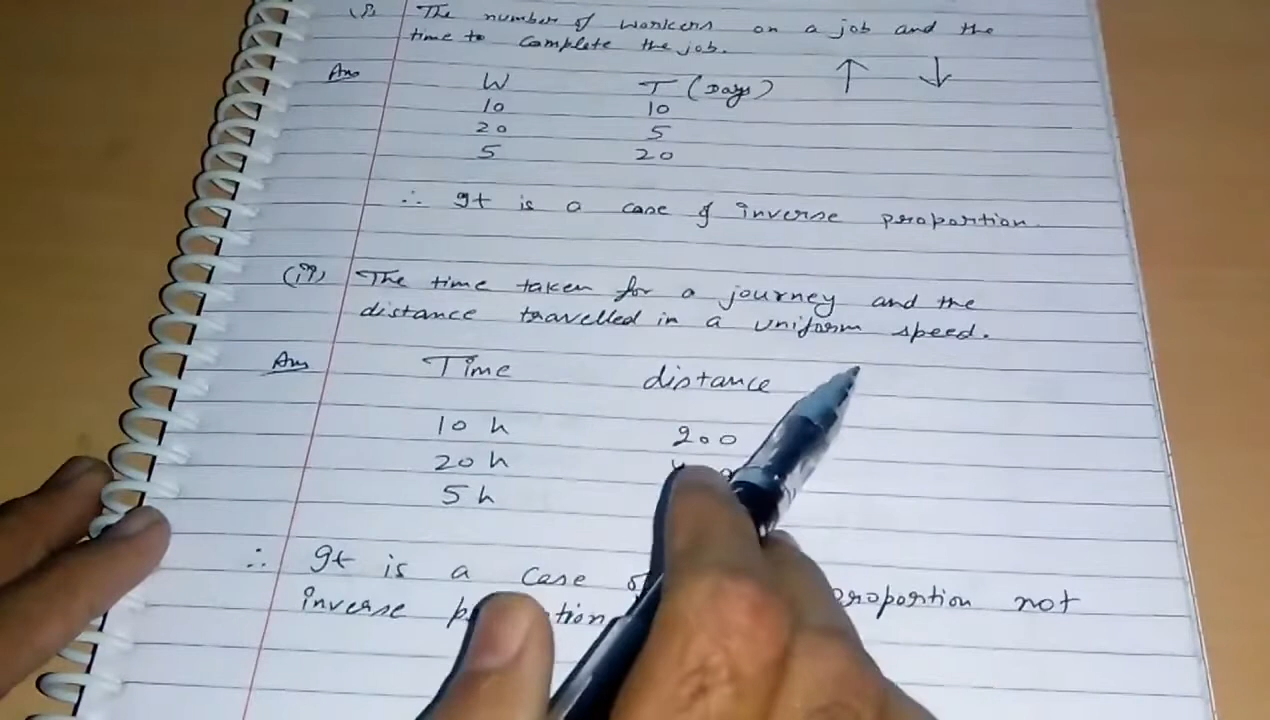 (i) The number of workers on a job and the
time to complete the job. ↑ ↓
Ans W T (Days)
10 10
20 5
5 20
∴ It is a case of inverse proportion.
(ii) The time taken for a journey and the
distance travelled in a uniform speed.
Ans Time distance
10 h 200
20 h
5 h
∴ It is a case proportion not
inverse